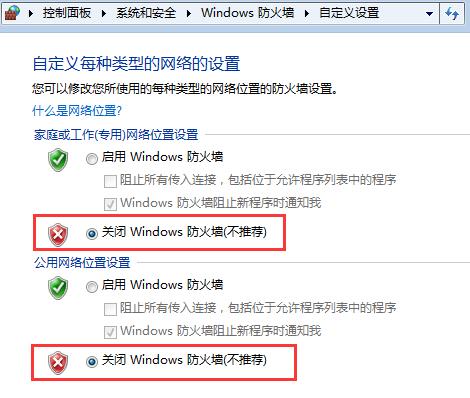 控制面板 ▸ 系统和安全 ▸ Windows 防火墙 ▸ 自定义设置
自定义每种类型的网络的设置
您可以修改您所使用的每种类型的网络位置的防火墙设置。
什么是网络位置?
家庭或工作(专用)网络位置设置
启用 Windows 防火墙
阻止所有传入连接，包括位于允许程序列表中的程序
Windows 防火墙阻止新程序时通知我
关闭 Windows 防火墙(不推荐)
公用网络位置设置
启用 Windows 防火墙
阻止所有传入连接，包括位于允许程序列表中的程序
Windows 防火墙阻止新程序时通知我
关闭 Windows 防火墙(不推荐)